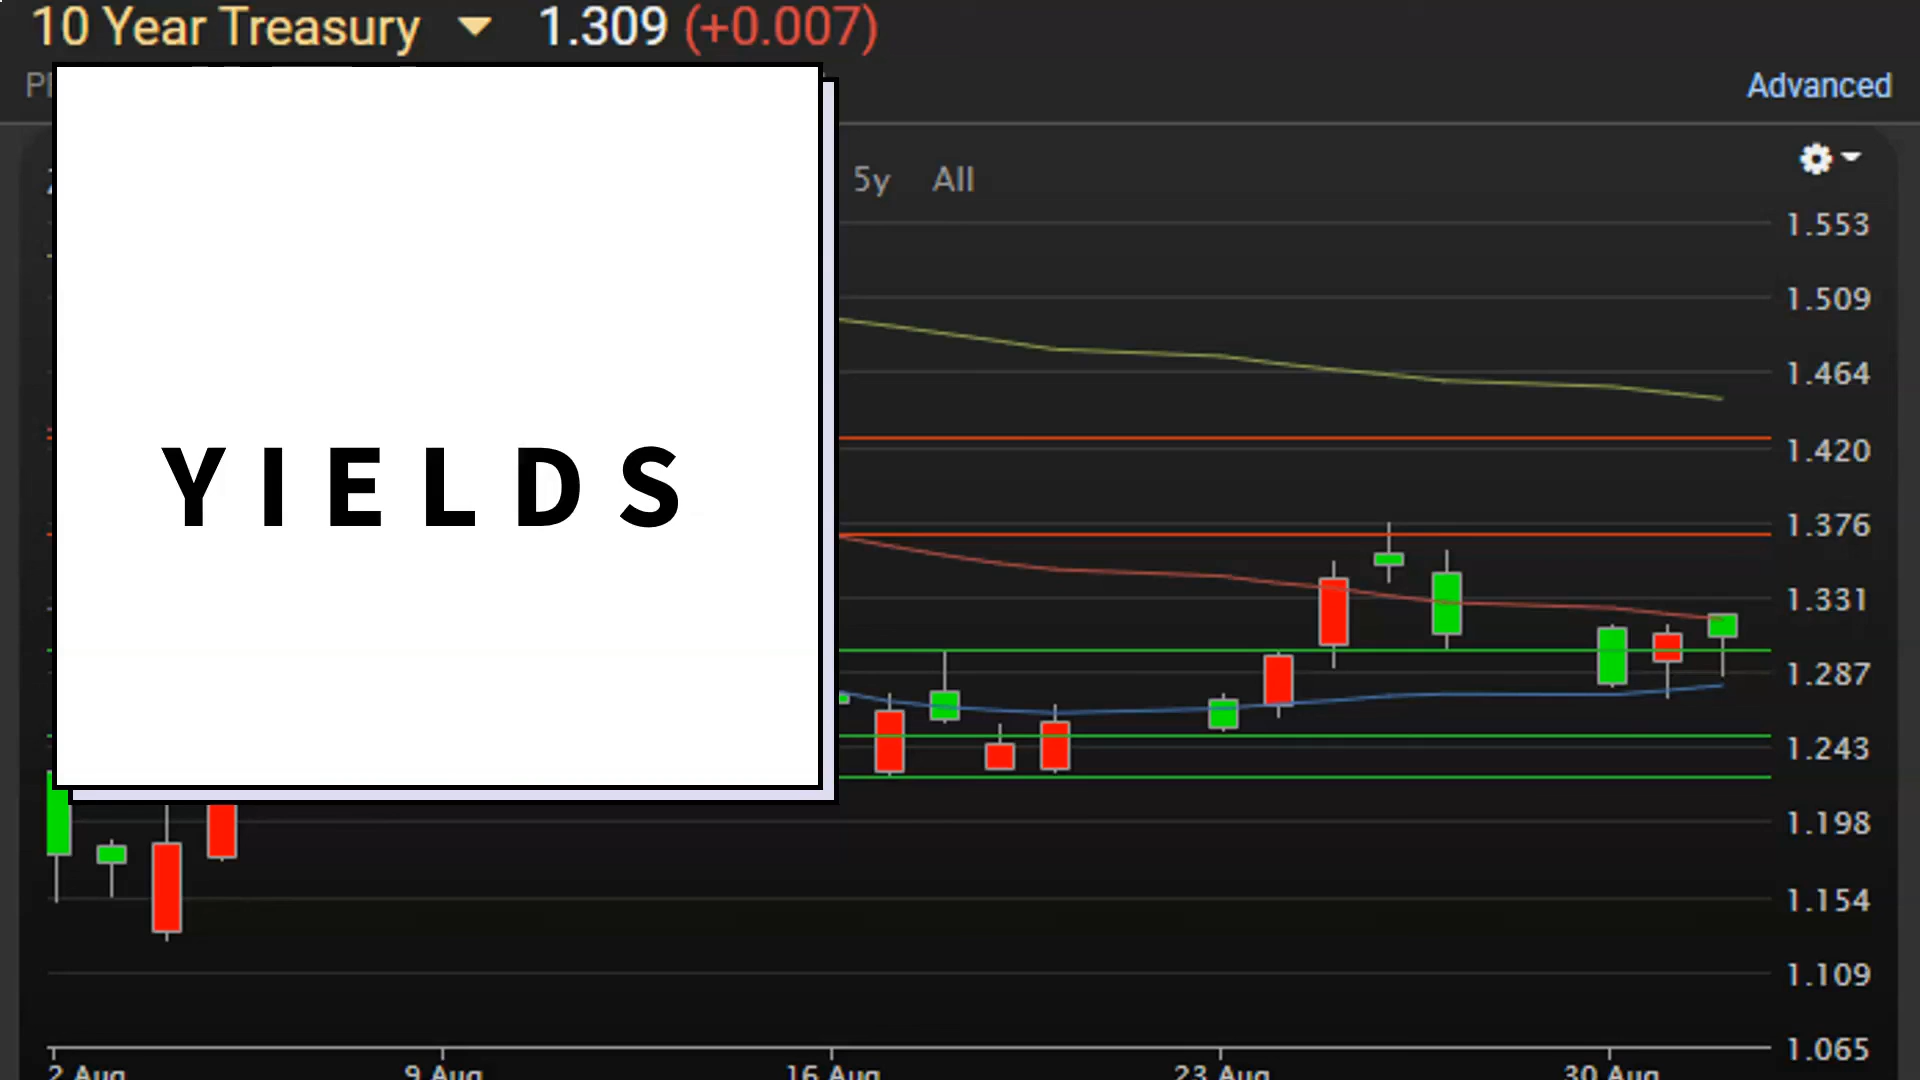 10 Year Treasury 1.309 (+0.007)
Advanced
5y All
1.553
1.509
1.464
1.420
1.376
1.331
1.287
1.243
1.198
1.154
1.109
1.065
YIELDS
2 Aug 9 Aug 16 Aug 23 Aug 30 Aug